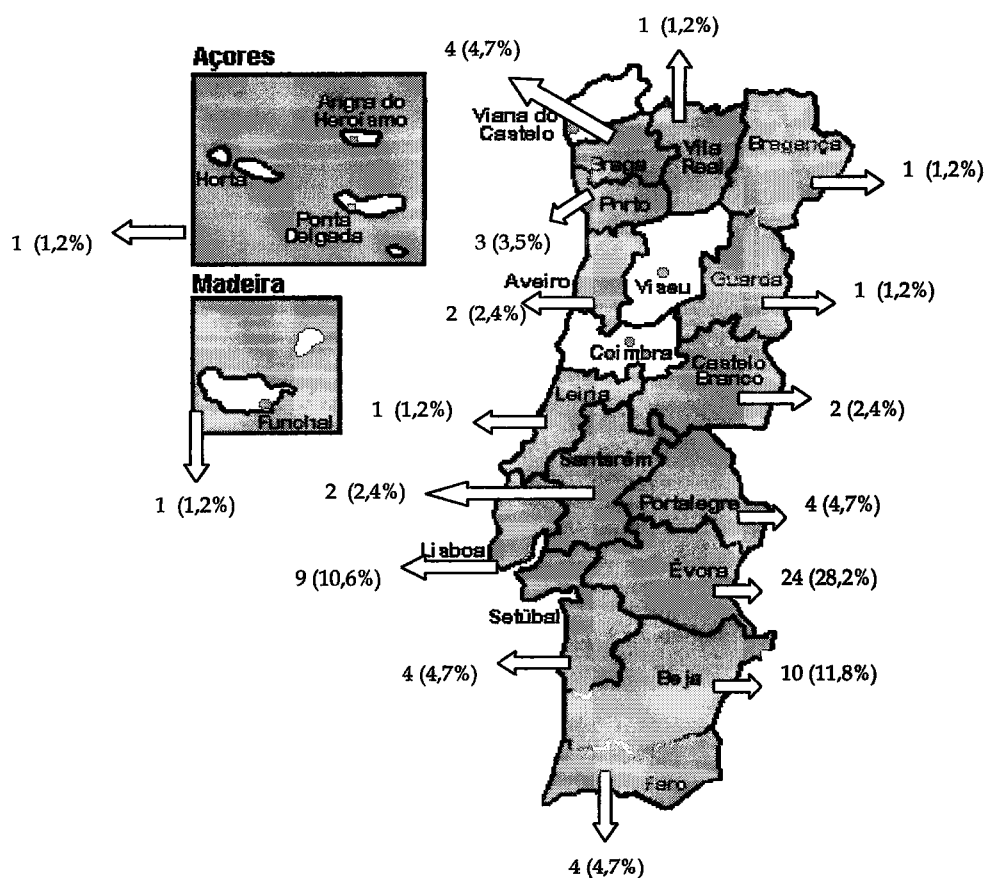 1 (1,2%)
4 (4,7%)
Açores
Angra do
Heroísmo
Horta
Ponta
Delgada
1 (1,2%)
Viana do
Castelo
Braga
Vila
Real
Bragança
1 (1,2%)
Porto
3 (3,5%)
Aveiro
Viseu
Guarda
1 (1,2%)
2 (2,4%)
Madeira
Funchal
1 (1,2%)
Coimbra
Castelo
Branco
2 (2,4%)
Leiria
1 (1,2%)
Santarém
2 (2,4%)
Portalegre
4 (4,7%)
Lisboa
9 (10,6%)
Évora
24 (28,2%)
Setúbal
4 (4,7%)
Beja
10 (11,8%)
Faro
4 (4,7%)